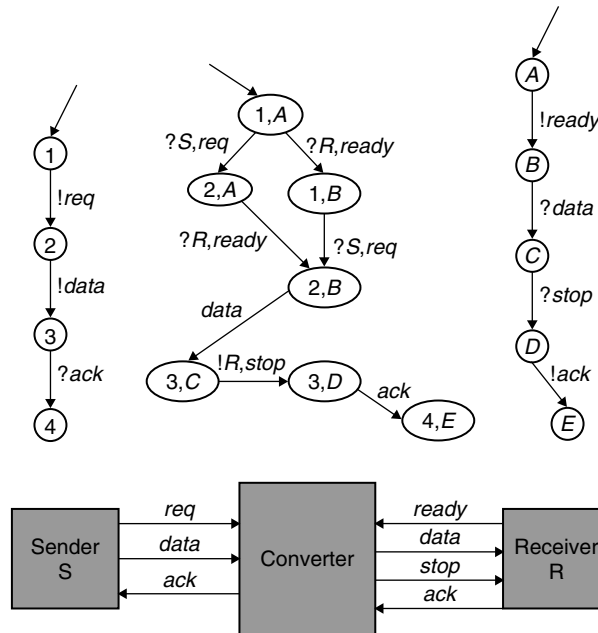 1
!req
2
!data
3
?ack
4
1,A
?S,req
?R,ready
2,A
1,B
?R,ready
?S,req
2,B
data
3,C
!R,stop
3,D
ack
4,E
A
!ready
B
?data
C
?stop
D
!ack
E
Sender
S
req
data
ack
Converter
ready
data
stop
ack
Receiver
R